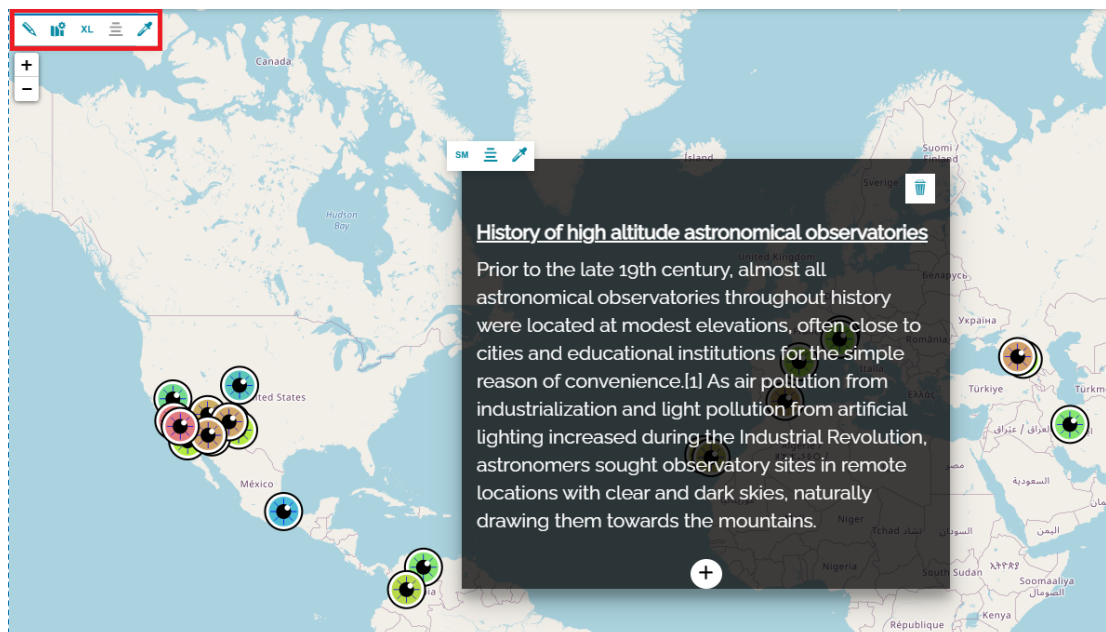 XL
+
−
Canada
SM
Ísland
Suomi /
Finland
Sverige
Hudson
Bay
History of high altitude astronomical observatories
United Kingdom
Prior to the late 19th century, almost all
Беларусь
astronomical observatories throughout history
were located at modest elevations, often close to
Україна
cities and educational institutions for the simple
România
Italia
reason of convenience.[1] As air pollution from
Türkiye
Ελλάς
industrialization and light pollution from artificial
lighting increased during the Industrial Revolution,
العراق / عێراق
astronomers sought observatory sites in remote
México
مصر
السعودية
locations with clear and dark skies, naturally
drawing them towards the mountains.
Niger
Tchad تشاد
السودان
اليمن
+
Nigeria
South Sudan
Soomaaliya
الصومال
Kenya
République